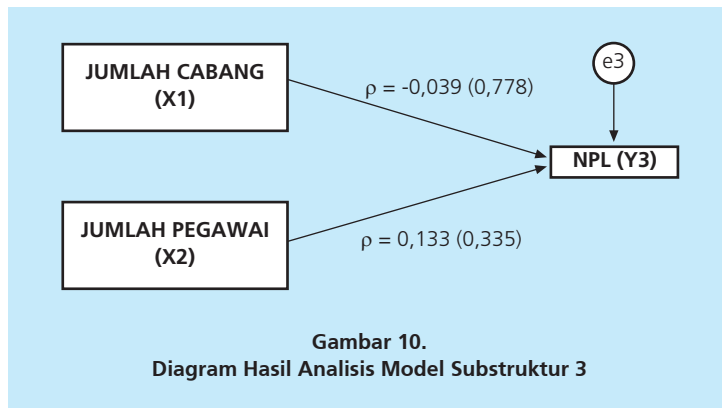 JUMLAH CABANG
(X1)
ρ = -0,039 (0,778)
e3
NPL (Y3)
JUMLAH PEGAWAI
(X2)
ρ = 0,133 (0,335)
Gambar 10.
Diagram Hasil Analisis Model Substruktur 3